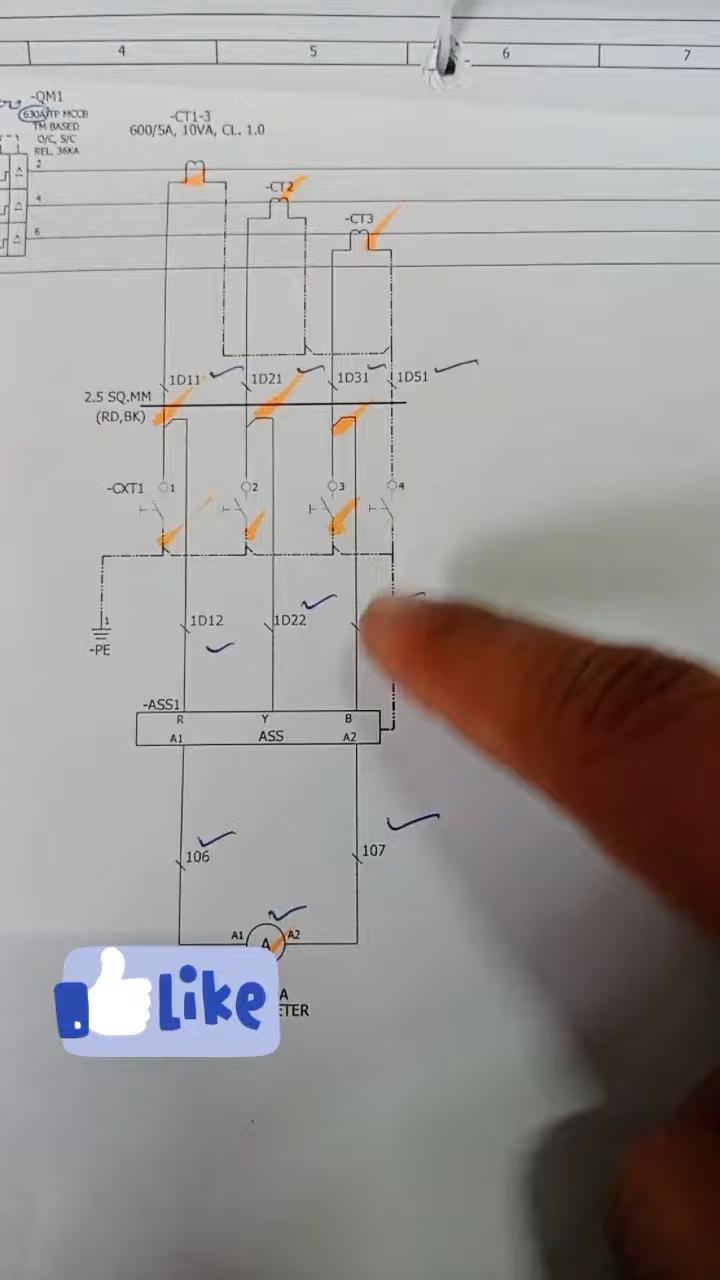 4 5 6 7
-QM1
630A/TP MCCB
TM BASED
O/C, S/C
REL. 36KA
-CT1-3
600/5A, 10VA, CL. 1.0
2
-CT2
4
-CT3
6
1D11 1D21 1D31 1D51
2.5 SQ.MM
(RD,BK)
-CXT1 1 2 3 4
1
-PE
1D12 1D22
-ASS1
R Y B
A1 ASS A2
106 107
A1 A A2
Like
A
ETER